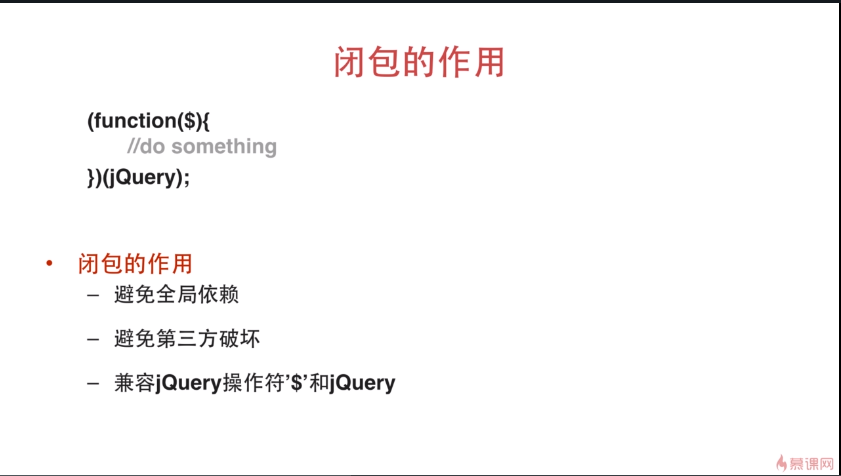 闭包的作用
(function($){
//do something
})(jQuery);
• 闭包的作用
– 避免全局依赖
– 避免第三方破坏
– 兼容jQuery操作符’$’和jQuery
慕课网